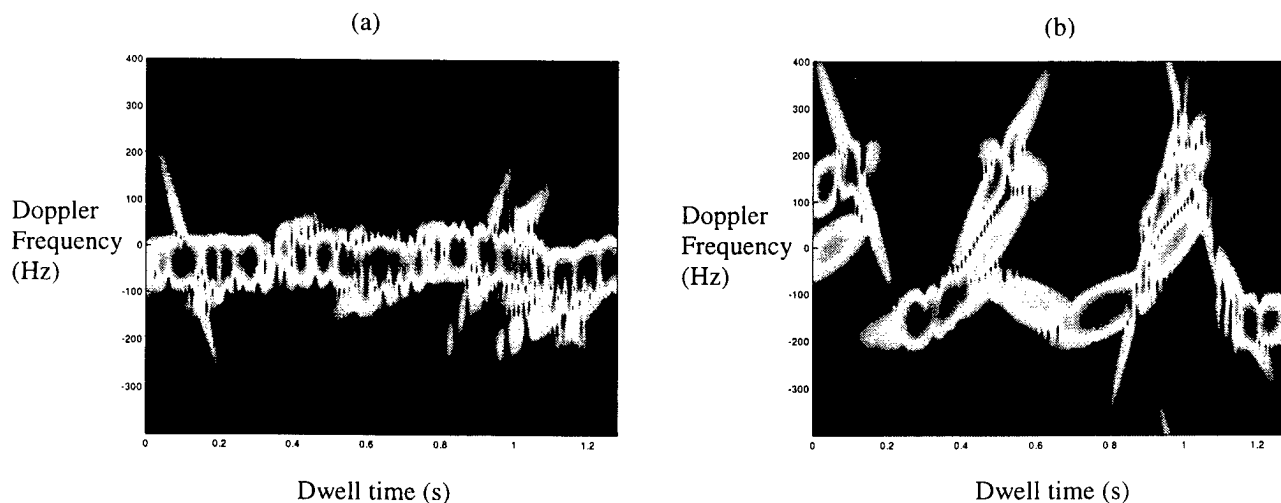 (a)
400
300
200
100
0
-100
-200
-300
Doppler
Frequency
(Hz)
0 0.2 0.4 0.6 0.8 1 1.2
Dwell time (s)
(b)
400
300
200
100
0
-100
-200
-300
Doppler
Frequency
(Hz)
0 0.2 0.4 0.6 0 8 1 1.2
Dwell time (s)